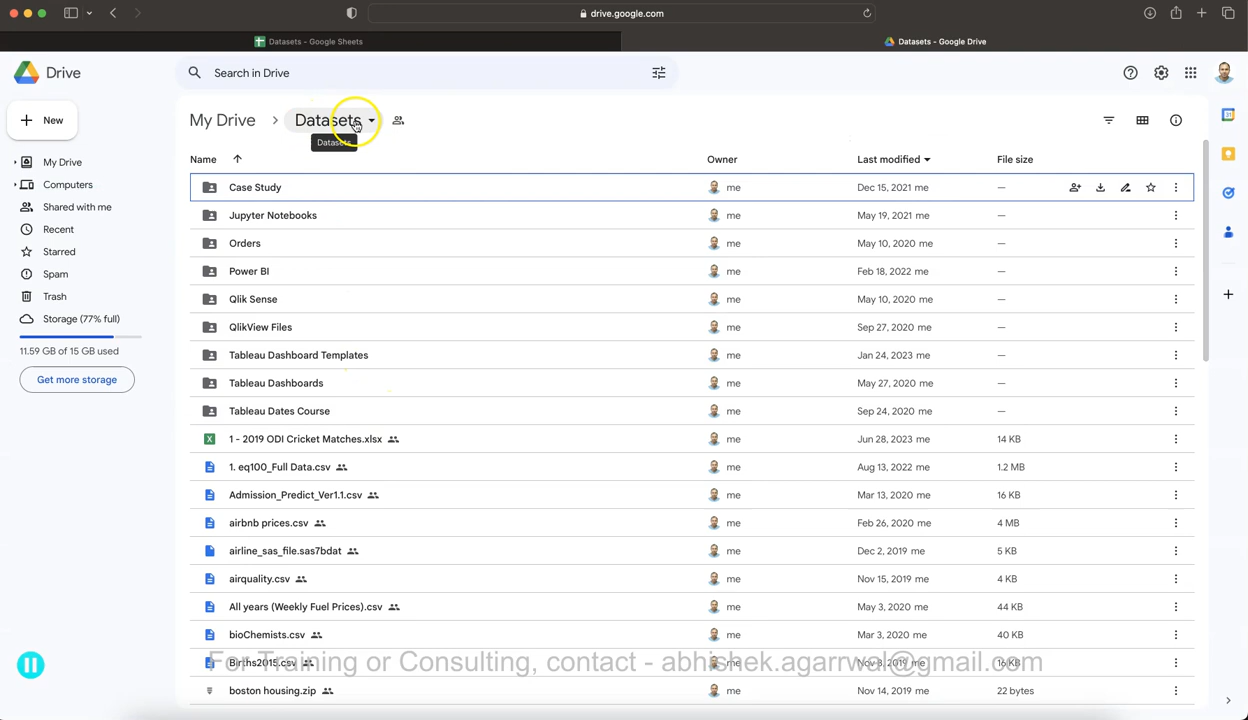 drive.google.com
Datasets - Google Sheets
Datasets - Google Drive
Drive
Search in Drive
New
My Drive
Computers
Shared with me
Recent
Starred
Spam
Trash
Storage (77% full)
11.59 GB of 15 GB used
Get more storage
My Drive > Datasets
Datasets
Name Owner Last modified File size
Case Study me Dec 15, 2021 me —
Jupyter Notebooks me May 19, 2021 me —
Orders me May 10, 2020 me —
Power BI me Feb 18, 2022 me —
Qlik Sense me May 10, 2020 me —
QlikView Files me Sep 27, 2020 me —
Tableau Dashboard Templates me Jan 24, 2023 me —
Tableau Dashboards me May 27, 2020 me —
Tableau Dates Course me Sep 24, 2020 me —
1 - 2019 ODI Cricket Matches.xlsx me Jun 28, 2023 me 14 KB
1. eq100_Full Data.csv me Aug 13, 2022 me 1.2 MB
Admission_Predict_Ver1.1.csv me Mar 13, 2020 me 16 KB
airbnb prices.csv me Feb 26, 2020 me 4 MB
airline_sas_file.sas7bdat me Dec 2, 2019 me 5 KB
airquality.csv me Nov 15, 2019 me 4 KB
All years (Weekly Fuel Prices).csv me May 3, 2020 me 44 KB
bioChemists.csv me Mar 3, 2020 me 40 KB
Births2015.csv me Nov 8, 2019 me 16 KB
For Training or Consulting, contact - abhishek.agarrwal@gmail.com
boston housing.zip me Nov 14, 2019 me 22 bytes